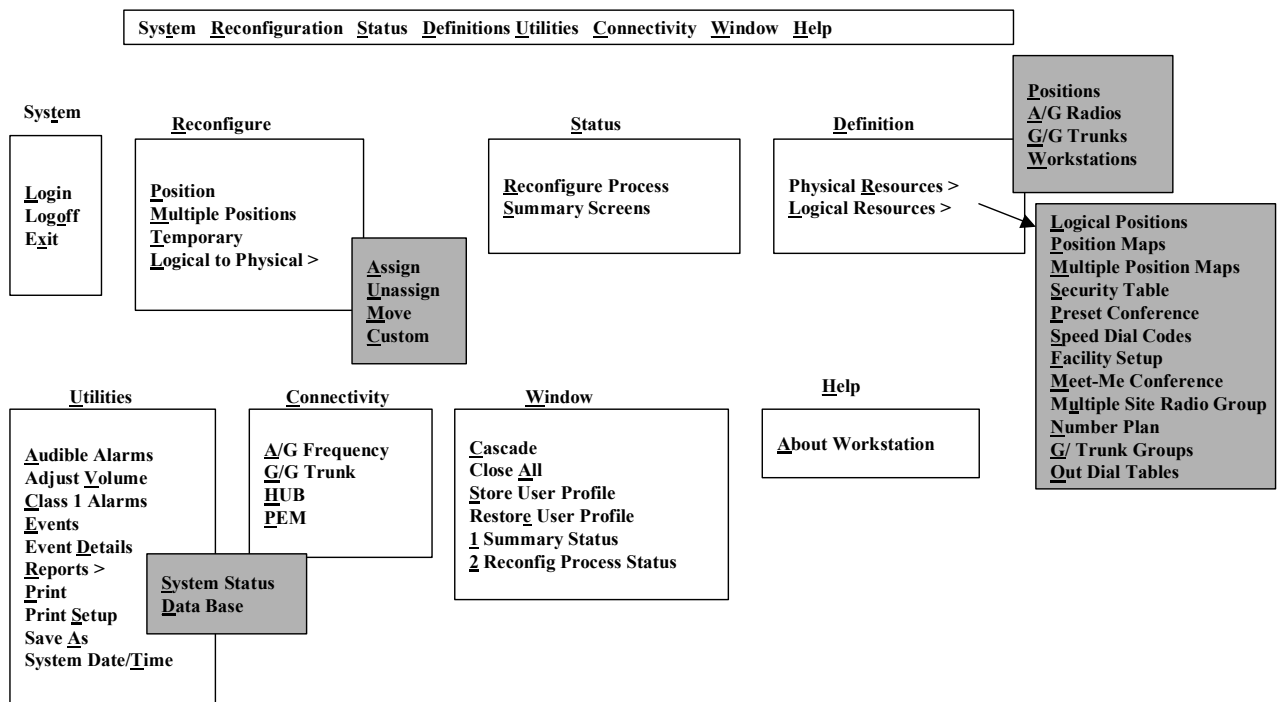 System Reconfiguration Status Definitions Utilities Connectivity Window Help
System
Login
Logoff
Exit
Reconfigure
Position
Multiple Positions
Temporary
Logical to Physical >
Assign
Unassign
Move
Custom
Status
Reconfigure Process
Summary Screens
Definition
Physical Resources >
Logical Resources >
Positions
A/G Radios
G/G Trunks
Workstations
Logical Positions
Position Maps
Multiple Position Maps
Security Table
Preset Conference
Speed Dial Codes
Facility Setup
Meet-Me Conference
Multiple Site Radio Group
Number Plan
G/ Trunk Groups
Out Dial Tables
Utilities
Audible Alarms
Adjust Volume
Class 1 Alarms
Events
Event Details
Reports >
Print
Print Setup
Save As
System Date/Time
System Status
Data Base
Connectivity
A/G Frequency
G/G Trunk
HUB
PEM
Window
Cascade
Close All
Store User Profile
Restore User Profile
1 Summary Status
2 Reconfig Process Status
Help
About Workstation